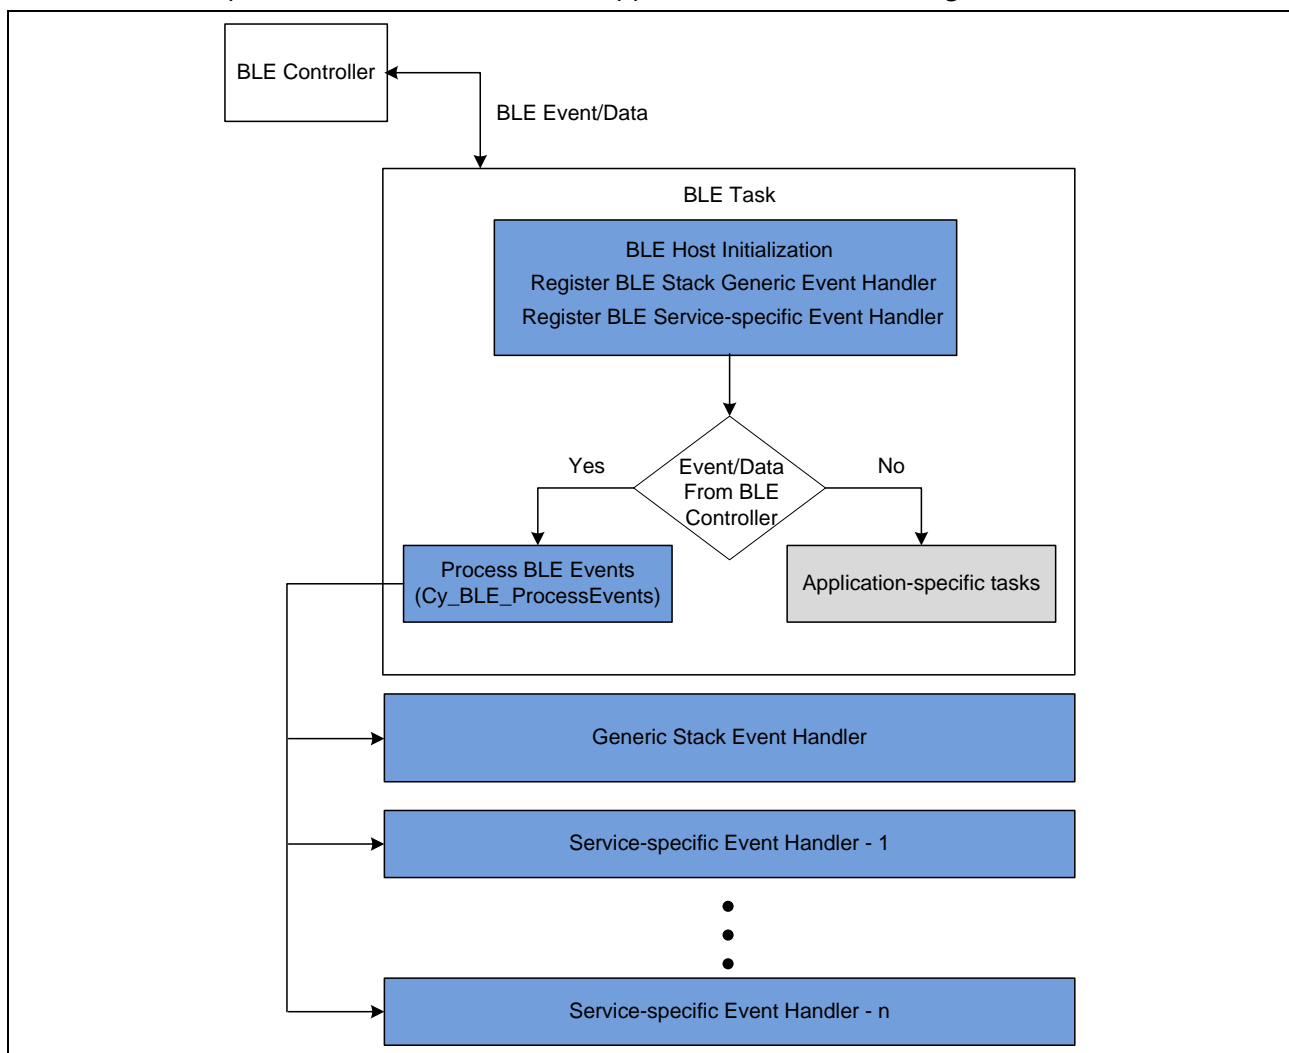 BLE Controller
BLE Event/Data
BLE Task
BLE Host Initialization
Register BLE Stack Generic Event Handler
Register BLE Service-specific Event Handler
Yes
Event/Data
From BLE
Controller
No
Process BLE Events
(Cy_BLE_ProcessEvents)
Application-specific tasks
Generic Stack Event Handler
Service-specific Event Handler - 1
Service-specific Event Handler - n